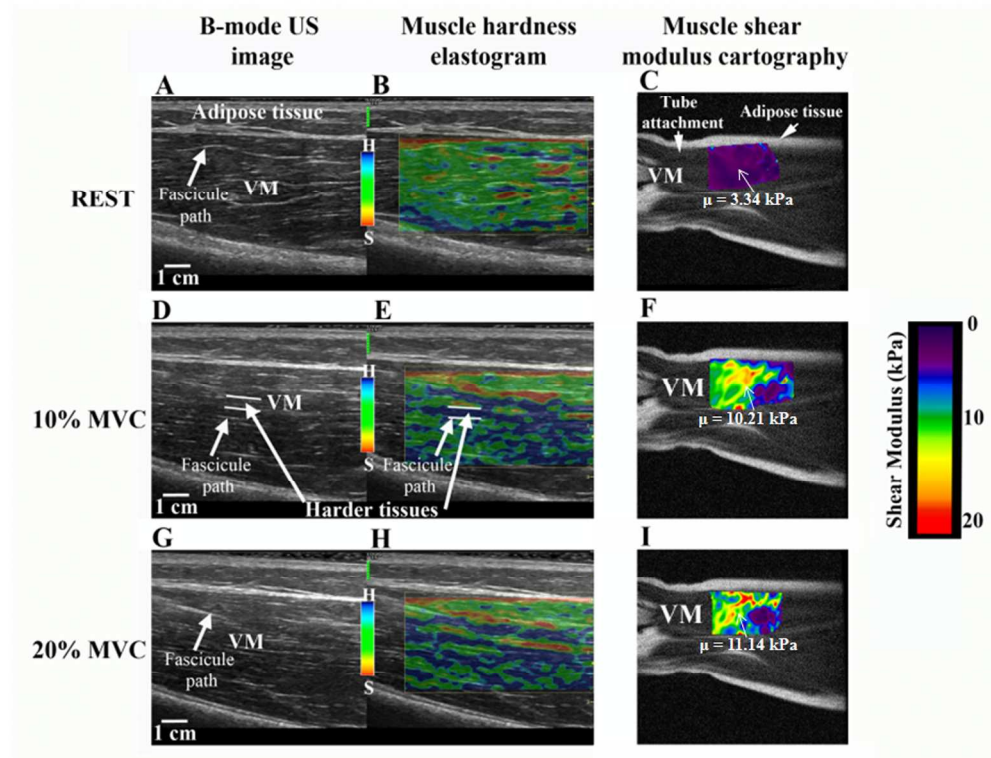 B-mode US
image
Muscle hardness
elastogram
Muscle shear
modulus cartography
A
B
C
Adipose tissue
H
S
Fascicule
path
VM
1 cm
Tube
attachment
Adipose tissue
VM
μ = 3.34 kPa
REST
D
E
F
VM
H
S
Fascicule
path
Fascicule
path
Harder tissues
1 cm
VM
μ = 10.21 kPa
10% MVC
G
H
I
H
S
VM
Fascicule
path
1 cm
VM
μ = 11.14 kPa
20% MVC
Shear Modulus (kPa)
0
10
20